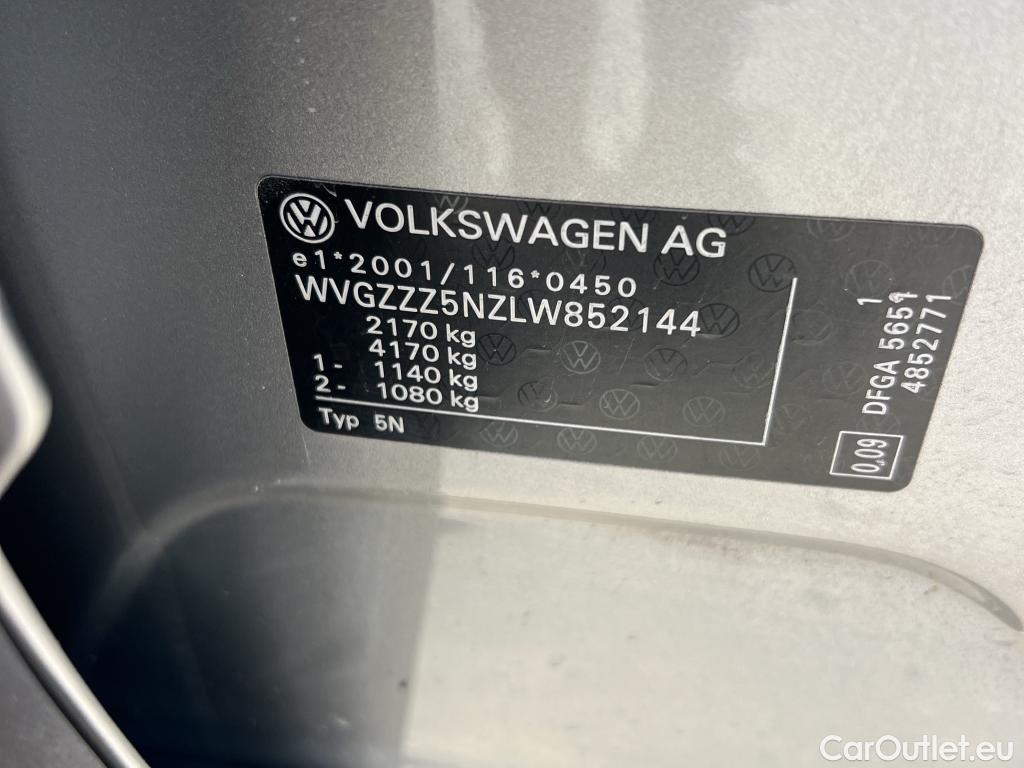 VOLKSWAGEN AG
e1*2001/116*0450
WVGZZZ5NZLW852144
2170 kg
4170 kg
1- 1140 kg
2- 1080 kg
Typ 5N
1
DFGA 5651
4852771
0,09
CarOutlet.eu